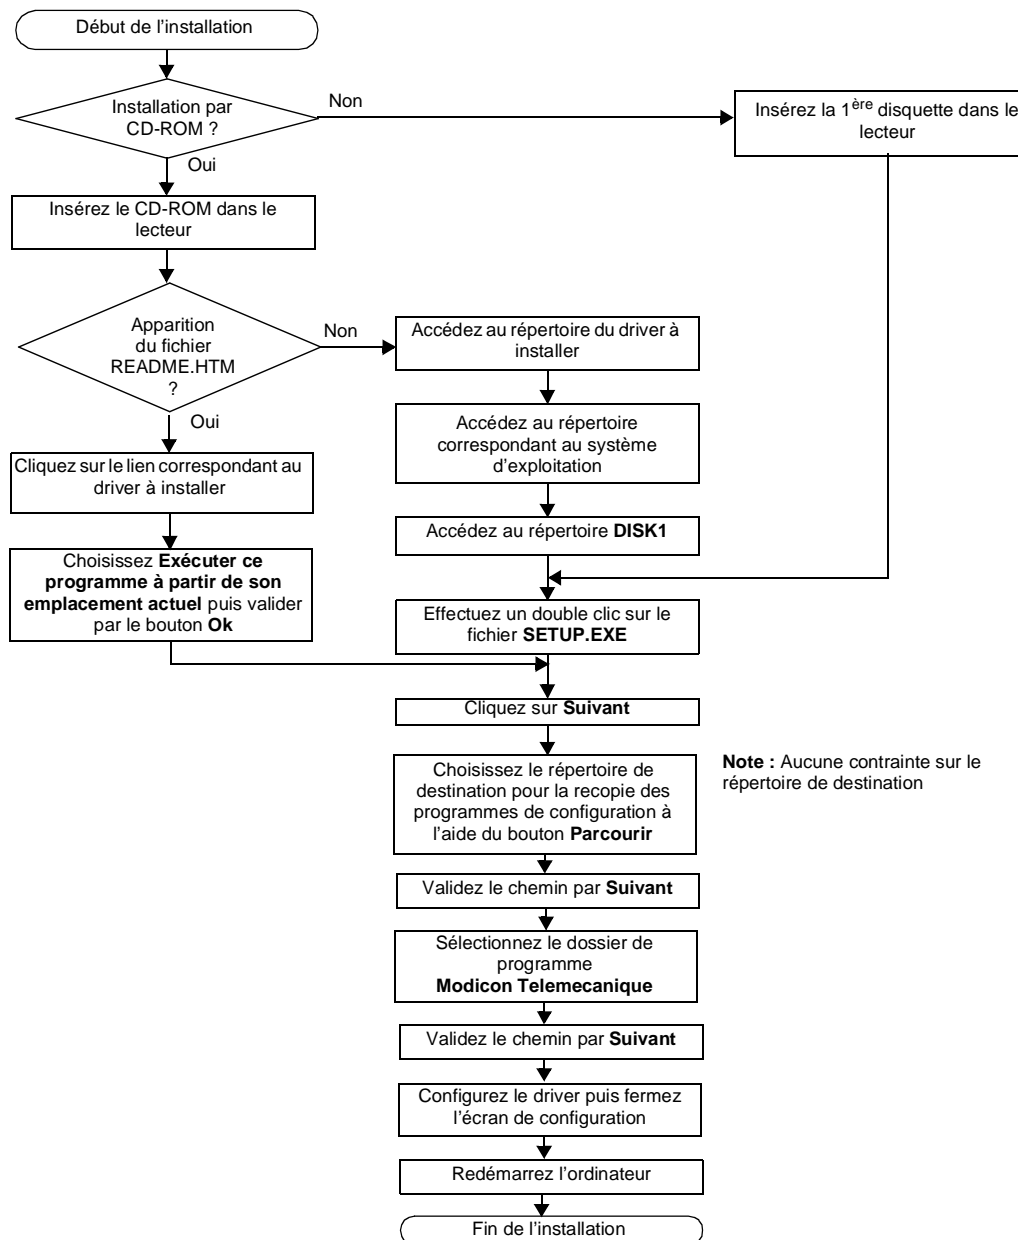 Début de l'installation
Installation par
CD-ROM ?
Non
Insérez la 1ère disquette dans le
lecteur
Oui
Insérez le CD-ROM dans le
lecteur
Apparition
du fichier
README.HTM
?
Non
Accédez au répertoire du driver à
installer
Oui
Accédez au répertoire
correspondant au système
d'exploitation
Cliquez sur le lien correspondant au
driver à installer
Accédez au répertoire DISK1
Choisissez Exécuter ce
programme à partir de son
emplacement actuel puis valider
par le bouton Ok
Effectuez un double clic sur le
fichier SETUP.EXE
Cliquez sur Suivant
Choisissez le répertoire de
destination pour la recopie des
programmes de configuration à
l'aide du bouton Parcourir
Note : Aucune contrainte sur le
répertoire de destination
Validez le chemin par Suivant
Sélectionnez le dossier de
programme
Modicon Telemecanique
Validez le chemin par Suivant
Configurez le driver puis fermez
l'écran de configuration
Redémarrez l'ordinateur
Fin de l'installation